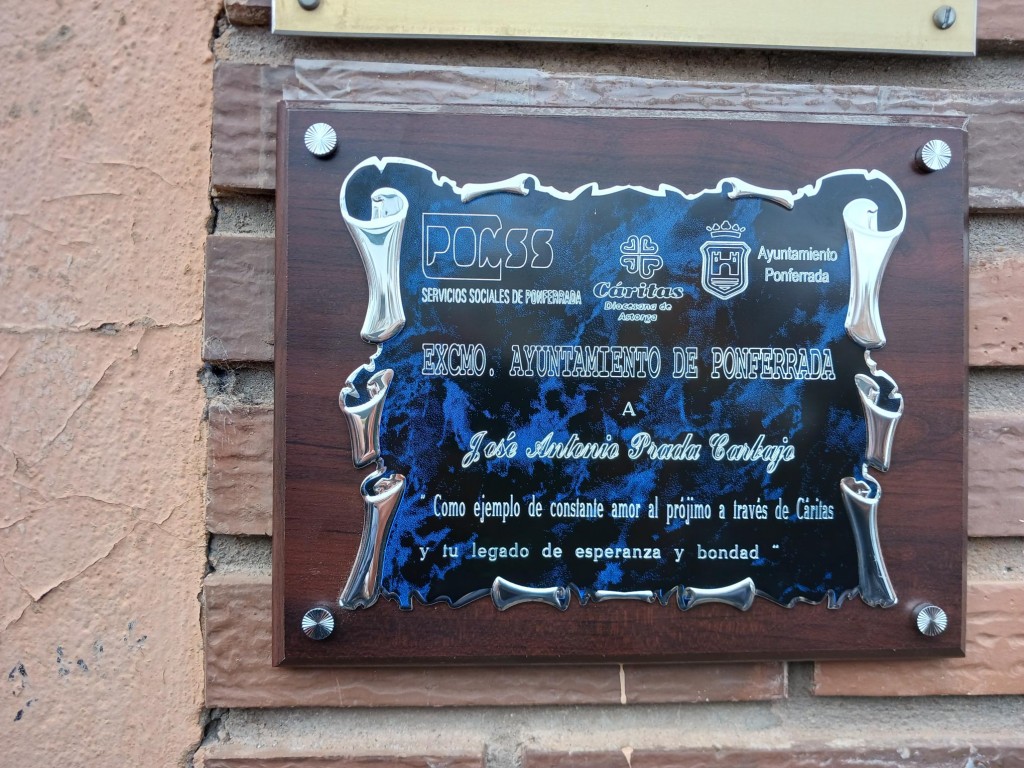 PONSS
SERVICIOS SOCIALES DE PONFERRADA
Cáritas
Diocesana de
Astorga
Ayuntamiento
Ponferrada
EXCMO. AYUNTAMIENTO DE PONFERRADA
A
José Antonio Prada Carbajo
" Como ejemplo de constante amor al prójimo a través de Cáritas
y tu legado de esperanza y bondad "